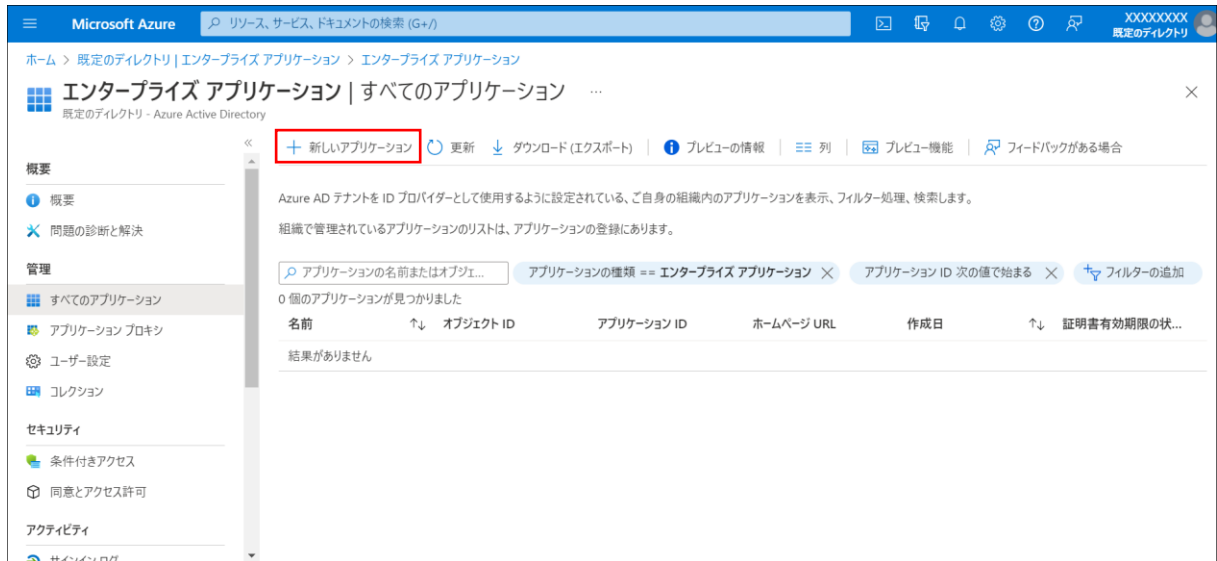 Microsoft Azure
リソース、サービス、ドキュメントの検索 (G+/)
XXXXXXXX
既定のディレクトリ
ホーム > 既定のディレクトリ | エンタープライズ アプリケーション > エンタープライズ アプリケーション
エンタープライズ アプリケーション | すべてのアプリケーション ...
既定のディレクトリ - Azure Active Directory
+ 新しいアプリケーション 更新 ダウンロード (エクスポート) プレビューの情報 列 プレビュー機能 フィードバックがある場合
概要
概要
問題の診断と解決
管理
すべてのアプリケーション
アプリケーション プロキシ
ユーザー設定
コレクション
セキュリティ
条件付きアクセス
同意とアクセス許可
アクティビティ
サインイン ログ
Azure AD テナントを ID プロバイダーとして使用するように設定されている、ご自身の組織内のアプリケーションを表示、フィルター処理、検索します。
組織で管理されているアプリケーションのリストは、アプリケーションの登録にあります。
アプリケーションの名前またはオブジェ... アプリケーションの種類 == エンタープライズ アプリケーション アプリケーション ID 次の値で始まる フィルターの追加
0 個のアプリケーションが見つかりました
名前 ↑↓ オブジェクト ID アプリケーション ID ホームページ URL 作成日 ↑↓ 証明書有効期限の状...
結果がありません